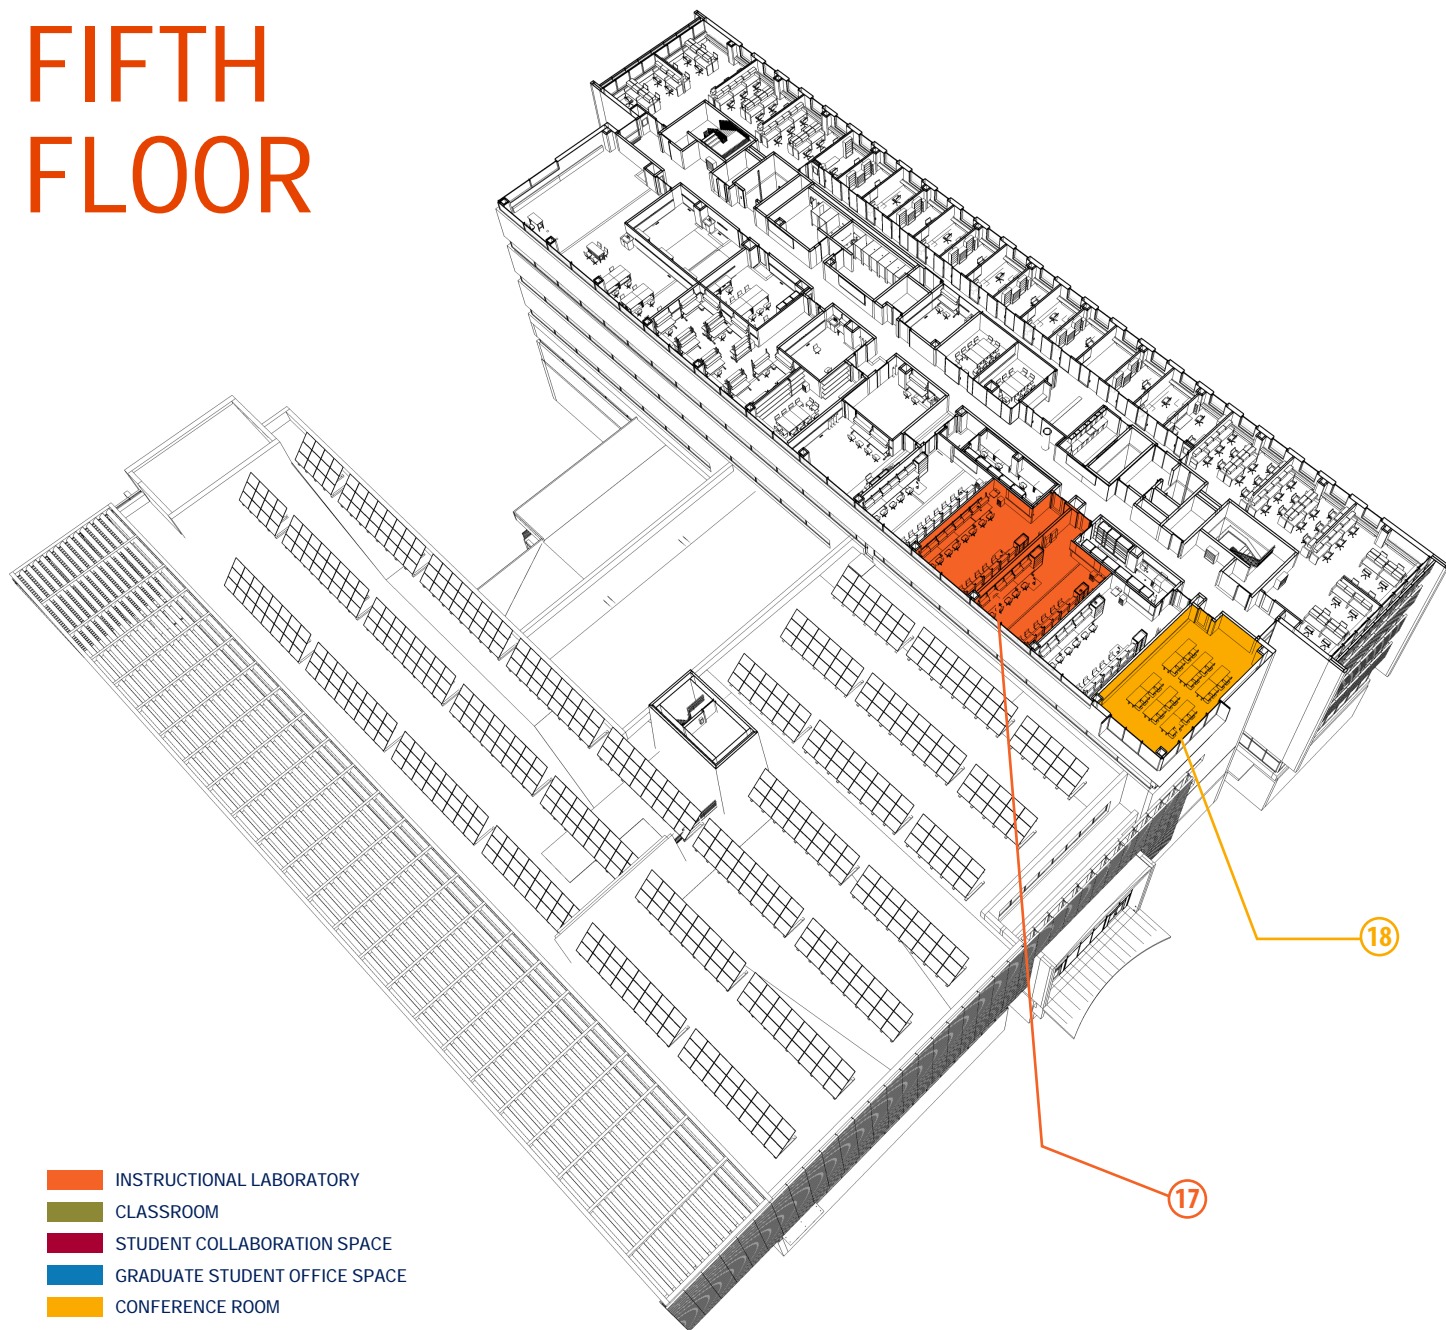 FIFTH
FLOOR
18
17
INSTRUCTIONAL LABORATORY
CLASSROOM
STUDENT COLLABORATION SPACE
GRADUATE STUDENT OFFICE SPACE
CONFERENCE ROOM